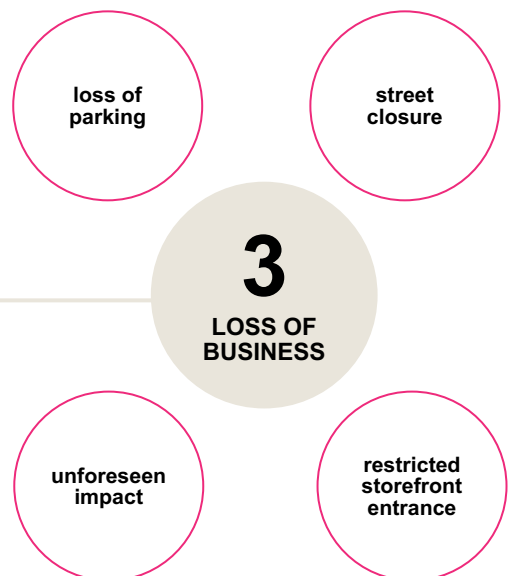 loss of
parking
street
closure
3
LOSS OF
BUSINESS
unforeseen
impact
restricted
storefront
entrance